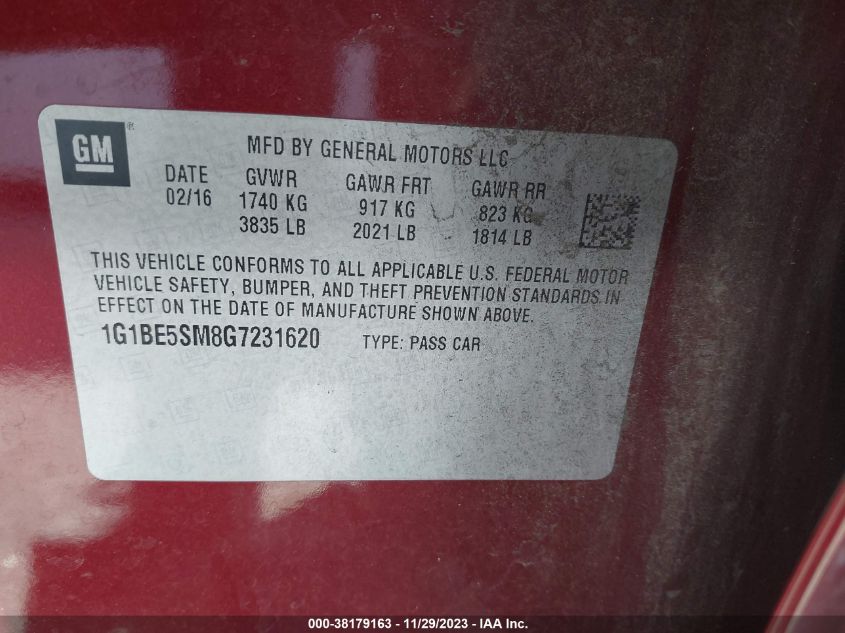 GM®
MFD BY GENERAL MOTORS LLC
DATE GVWR GAWR FRT GAWR RR
02/16 1740 KG 917 KG 823 KG
3835 LB 2021 LB 1814 LB
THIS VEHICLE CONFORMS TO ALL APPLICABLE U.S. FEDERAL MOTOR
VEHICLE SAFETY, BUMPER, AND THEFT PREVENTION STANDARDS IN
EFFECT ON THE DATE OF MANUFACTURE SHOWN ABOVE.
1G1BE5SM8G7231620 TYPE: PASS CAR
000-38179163 - 11/29/2023 - IAA Inc.